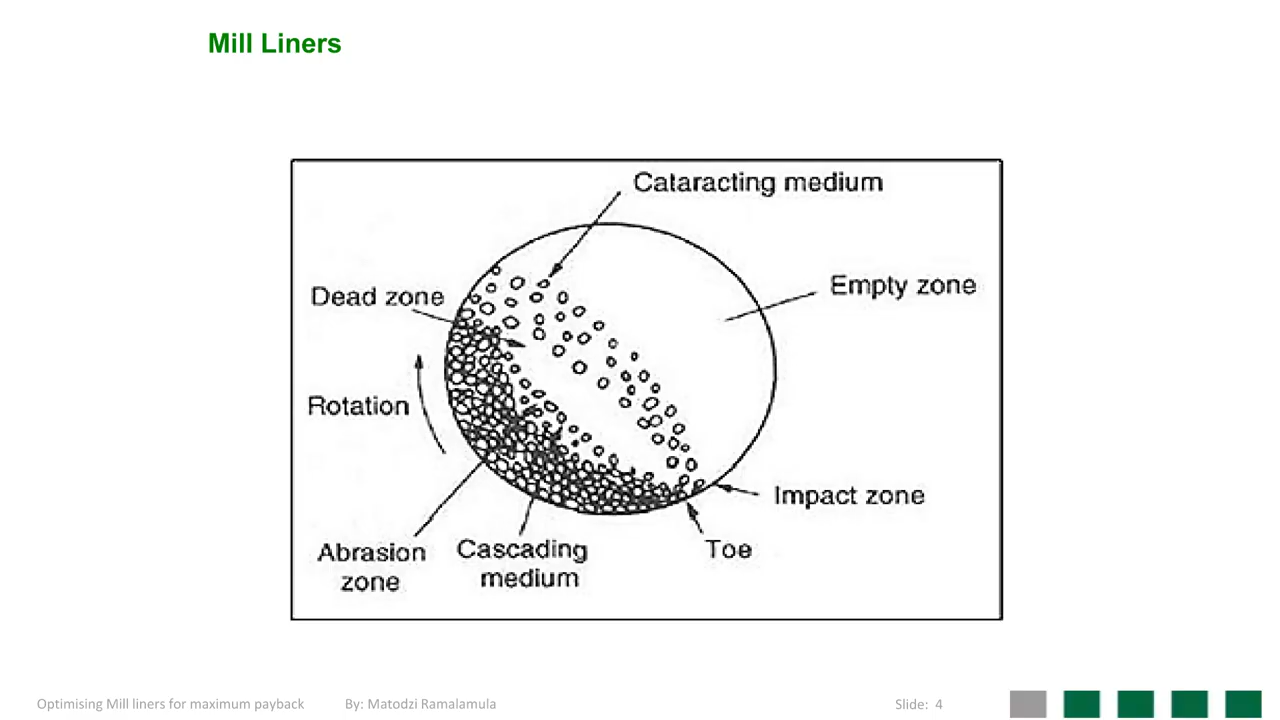 Mill Liners
Cataracting medium
Dead zone
Empty zone
Rotation
Impact zone
Abrasion
zone
Cascading
medium
Toe
Optimising Mill liners for maximum payback By: Matodzi Ramalamula Slide: 4